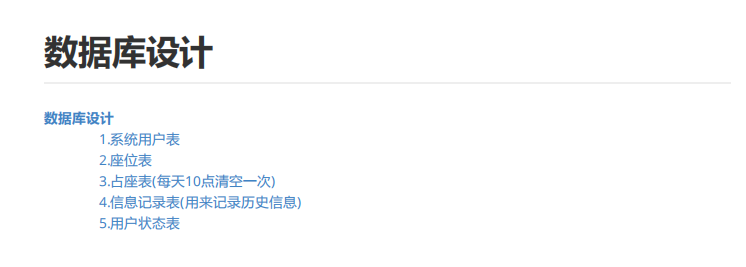 数据库设计
数据库设计
1.系统用户表
2.座位表
3.占座表(每天10点清空一次)
4.信息记录表(用来记录历史信息)
5.用户状态表